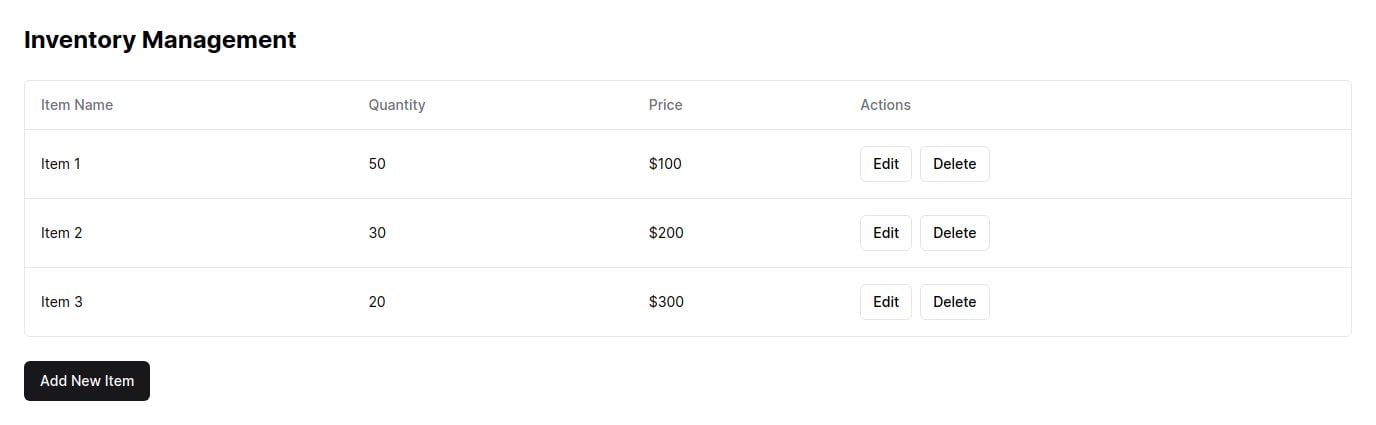 Inventory Management
Item Name Quantity Price Actions
Item 1 50 $100 Edit Delete
Item 2 30 $200 Edit Delete
Item 3 20 $300 Edit Delete
Add New Item